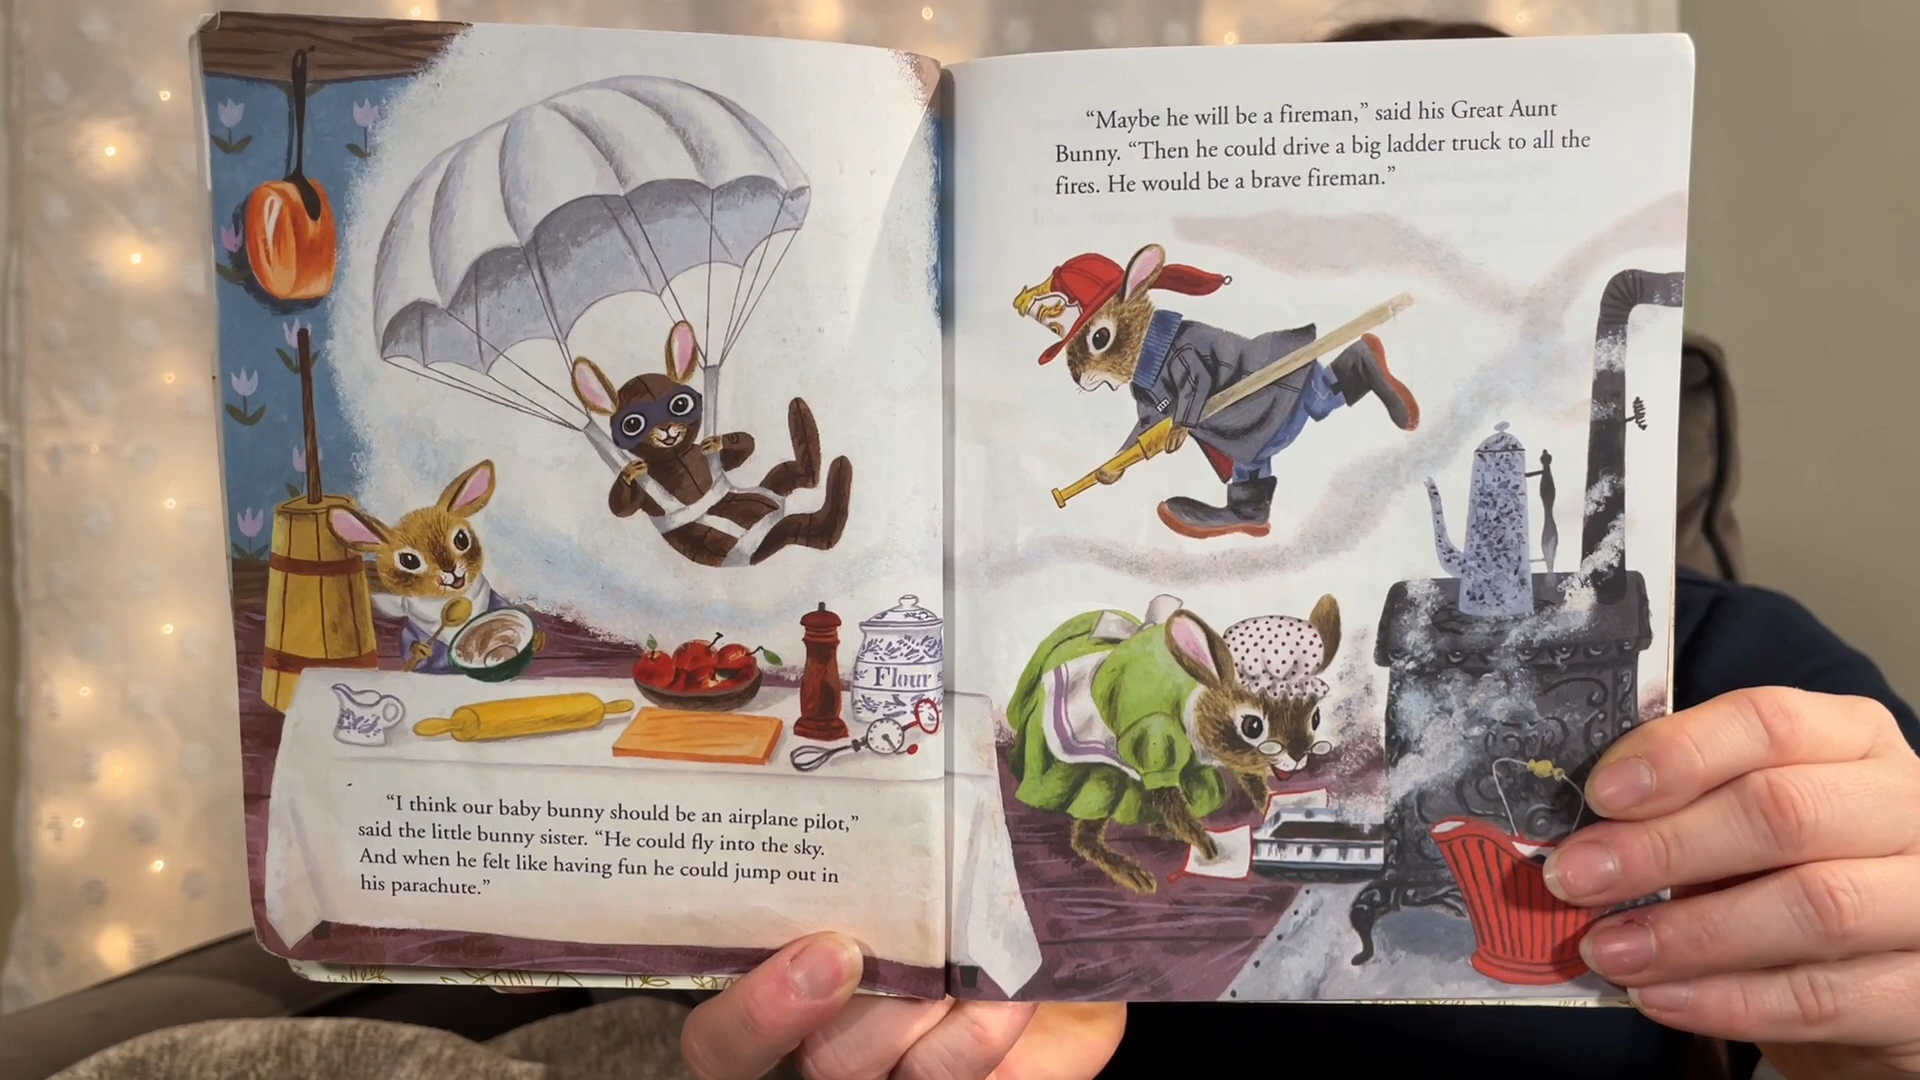 Flour
“I think our baby bunny should be an airplane pilot,”
said the little bunny sister. “He could fly into the sky.
And when he felt like having fun he could jump out in
his parachute.”
“Maybe he will be a fireman,” said his Great Aunt
Bunny. “Then he could drive a big ladder truck to all the
fires. He would be a brave fireman.”